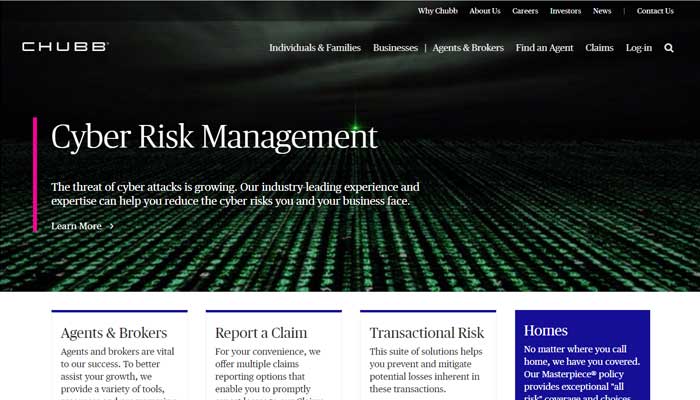 Why Chubb About Us Careers Investors News | Contact Us
CHUBB®
Individuals & Families Businesses | Agents & Brokers Find an Agent Claims Log-in
Cyber Risk Management
The threat of cyber attacks is growing. Our industry leading experience and
expertise can help you reduce the cyber risks you and your business face.
Learn More →
Agents & Brokers
Agents and brokers are vital
to our success. To better
assist your growth, we
provide a variety of tools,
Report a Claim
For your convenience, we
offer multiple claims
reporting options that
enable you to promptly
Transactional Risk
This suite of solutions helps
you prevent and mitigate
potential losses inherent in
these transactions.
Homes
No matter where you call
home, we have you covered.
Our Masterpiece® policy
provides exceptional "all
risk" coverage and choices